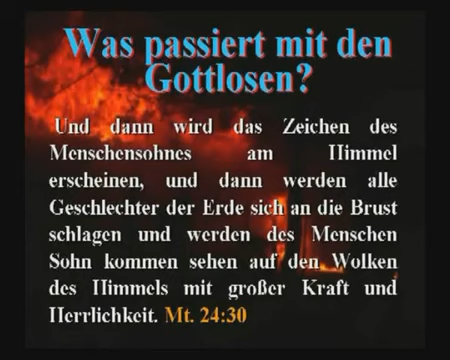 Was passiert mit den
Gottlosen?
Und dann wird das Zeichen des
Menschensohnes am Himmel
erscheinen, und dann werden alle
Geschlechter der Erde sich an die Brust
schlagen und werden des Menschen
Sohn kommen sehen auf den Wolken
des Himmels mit großer Kraft und
Herrlichkeit. Mt. 24:30